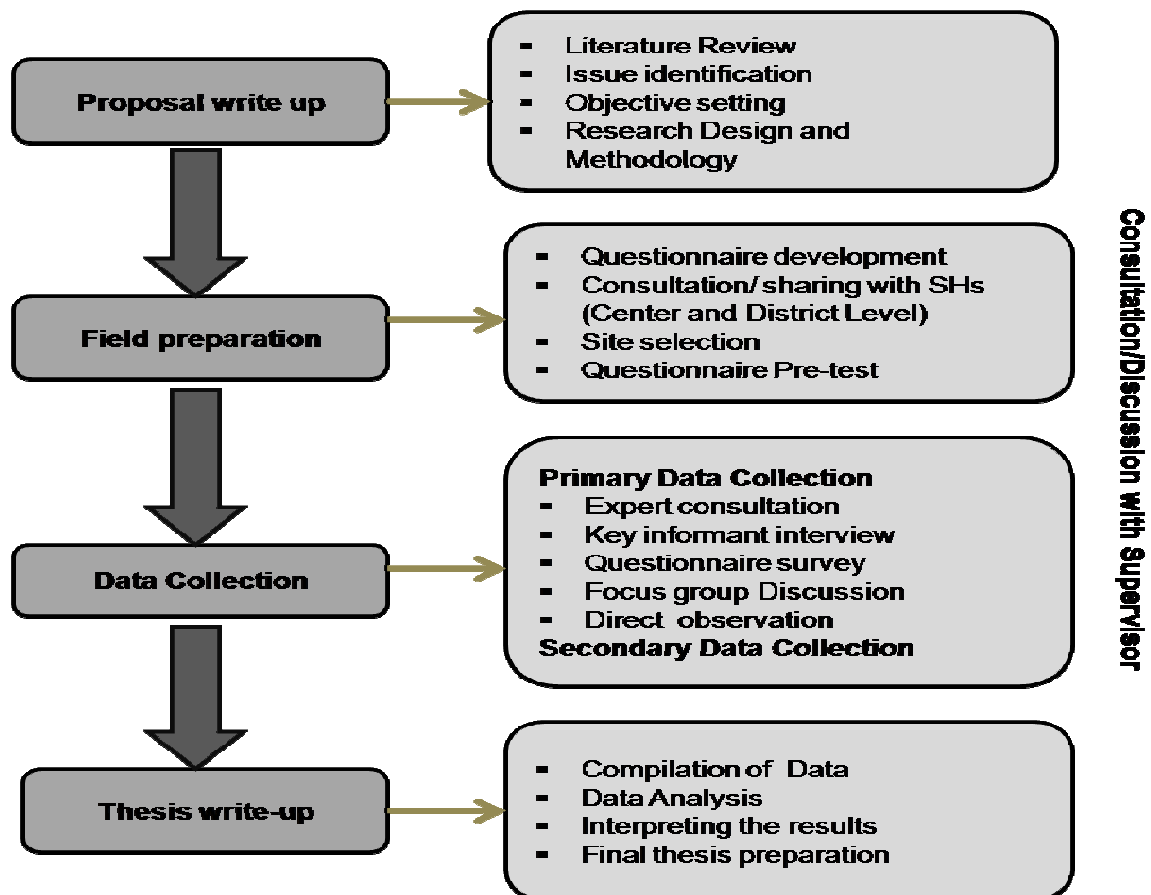 Proposal write up
- Literature Review
- Issue identification
- Objective setting
- Research Design and
Methodology
Field preparation
- Questionnaire development
- Consultation/ sharing with SHs
(Center and District Level)
- Site selection
- Questionnaire Pre-test
Data Collection
Primary Data Collection
- Expert consultation
- Key informant interview
- Questionnaire survey
- Focus group Discussion
- Direct observation
Secondary Data Collection
Thesis write-up
- Compilation of Data
- Data Analysis
- Interpreting the results
- Final thesis preparation
Consultation/Discussion with Supervisor